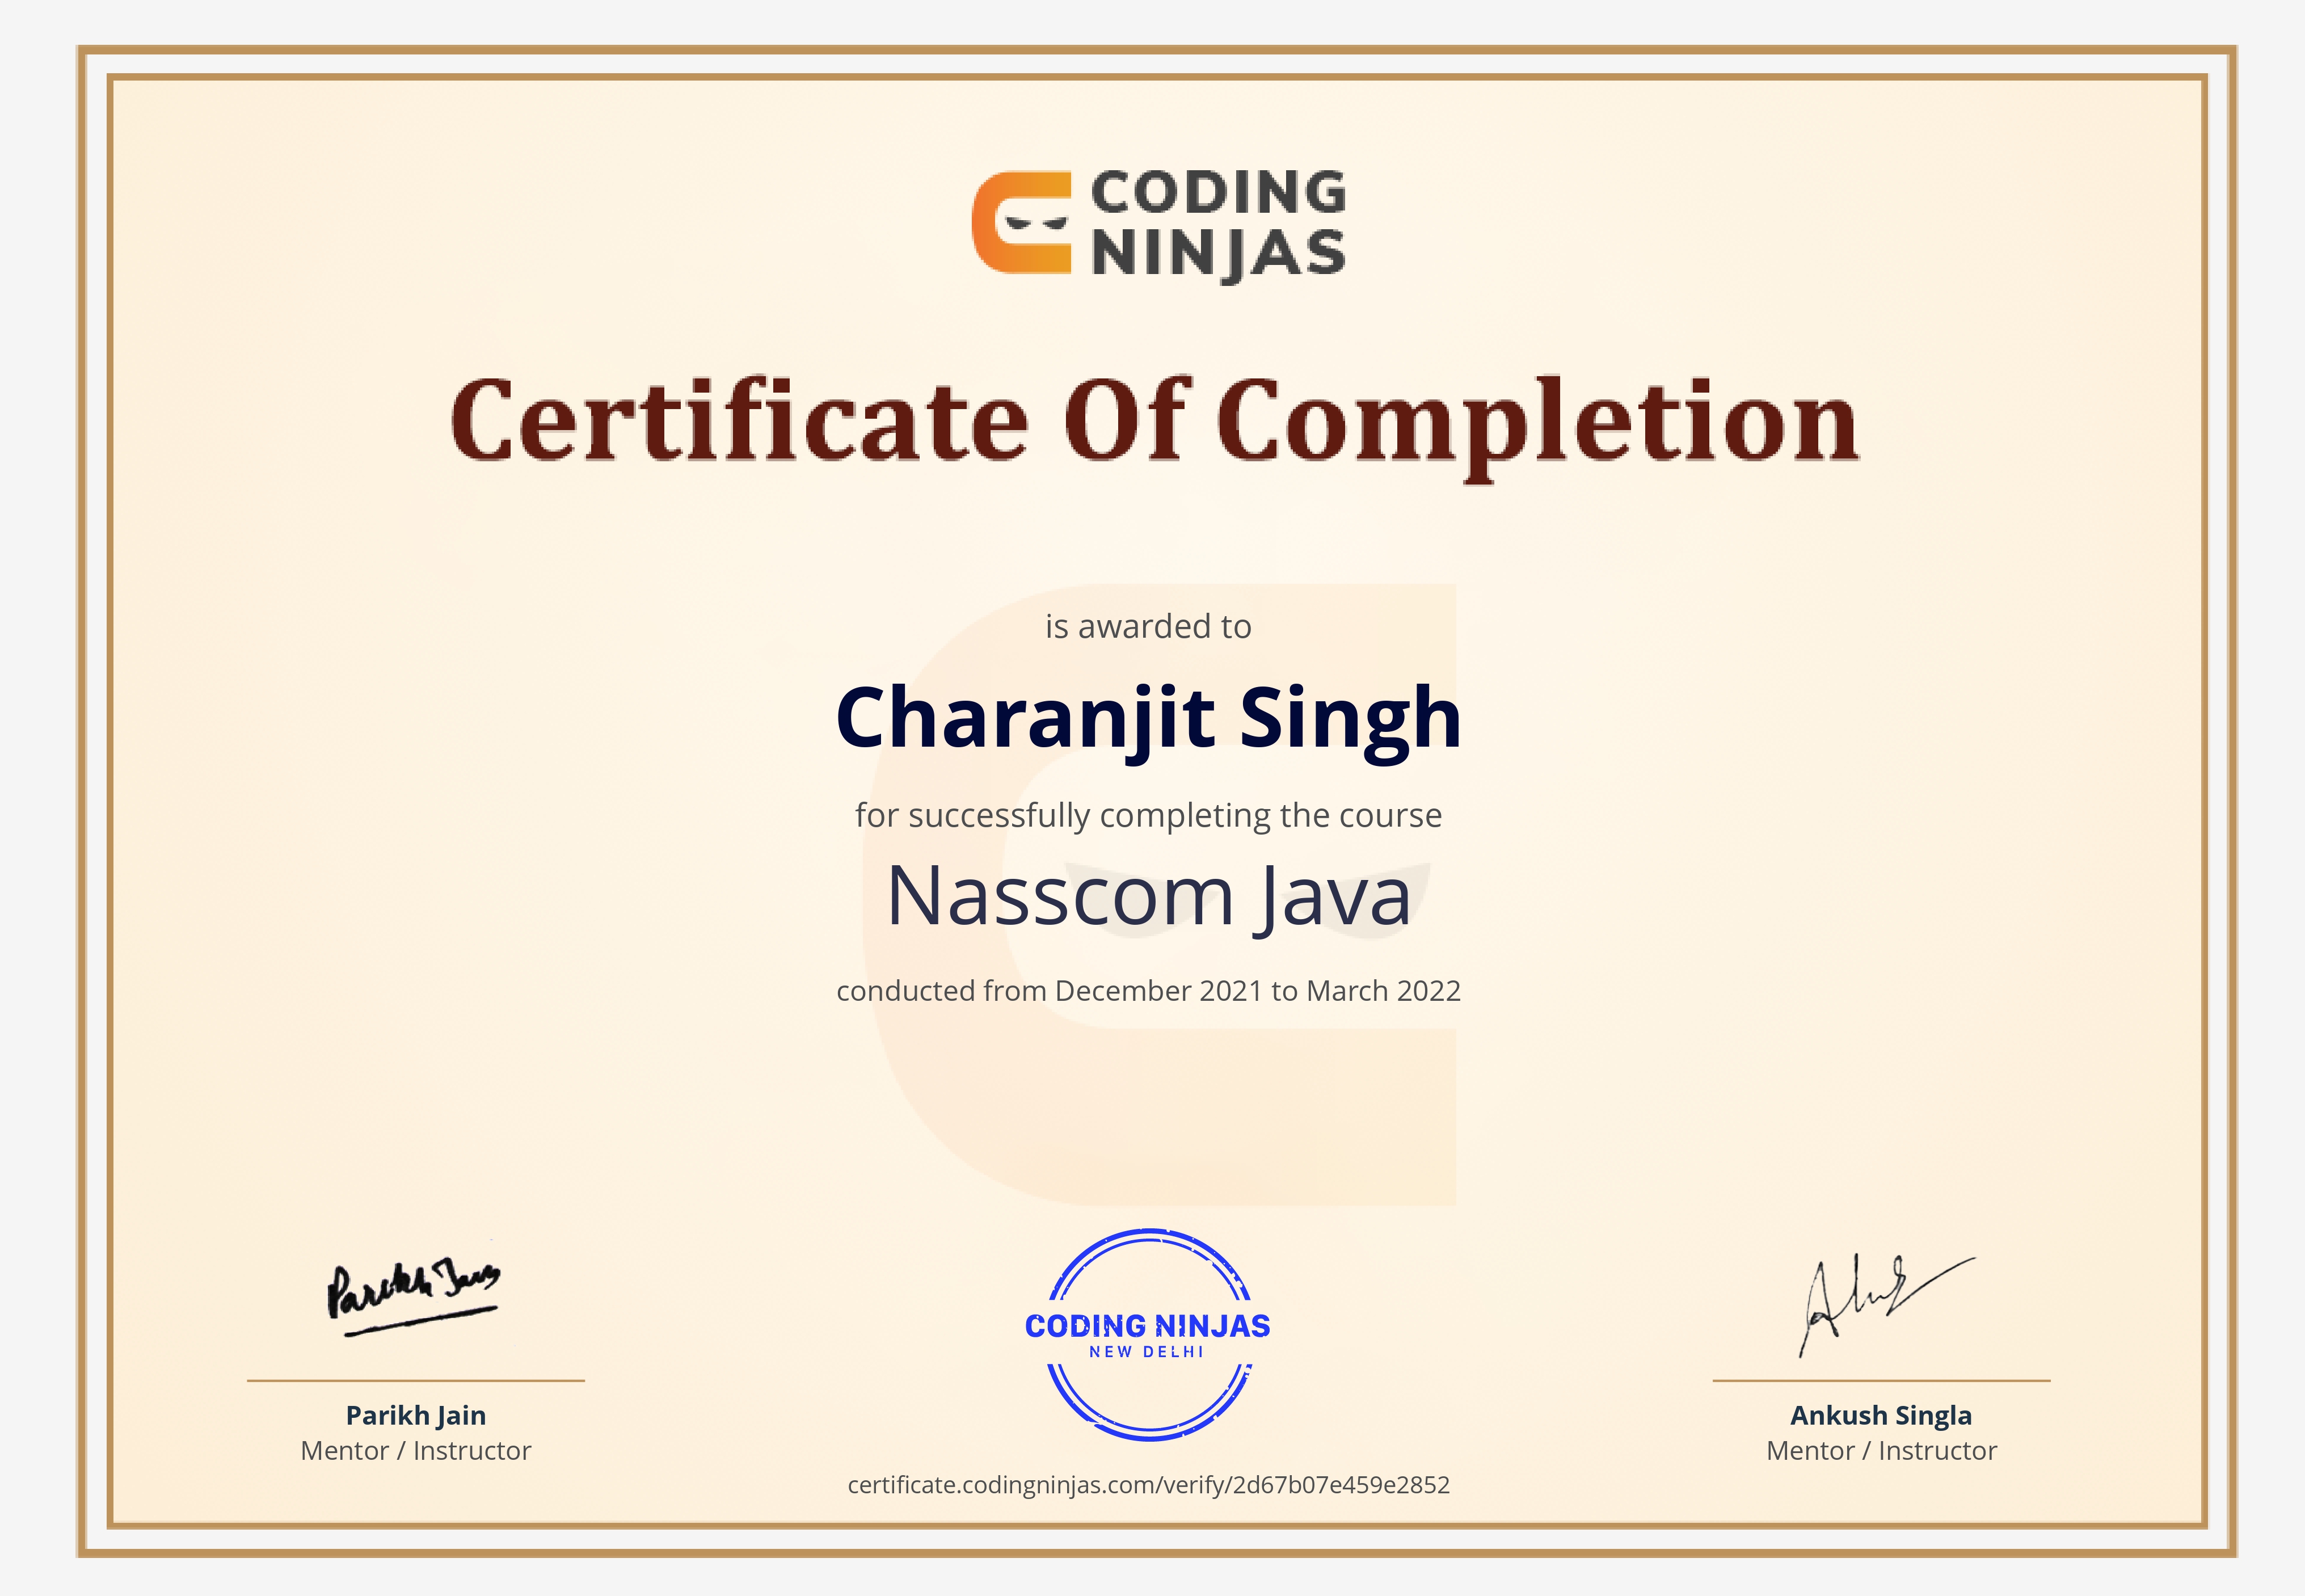 CODING
NINJAS
Certificate Of Completion
is awarded to
Charanjit Singh
for successfully completing the course
Nasscom Java
conducted from December 2021 to March 2022
Parikh Jain
CODING NINJAS
NEW DELHI
Parikh Jain
Mentor / Instructor
Ankush Singla
Mentor / Instructor
certificate.codingninjas.com/verify/2d67b07e459e2852